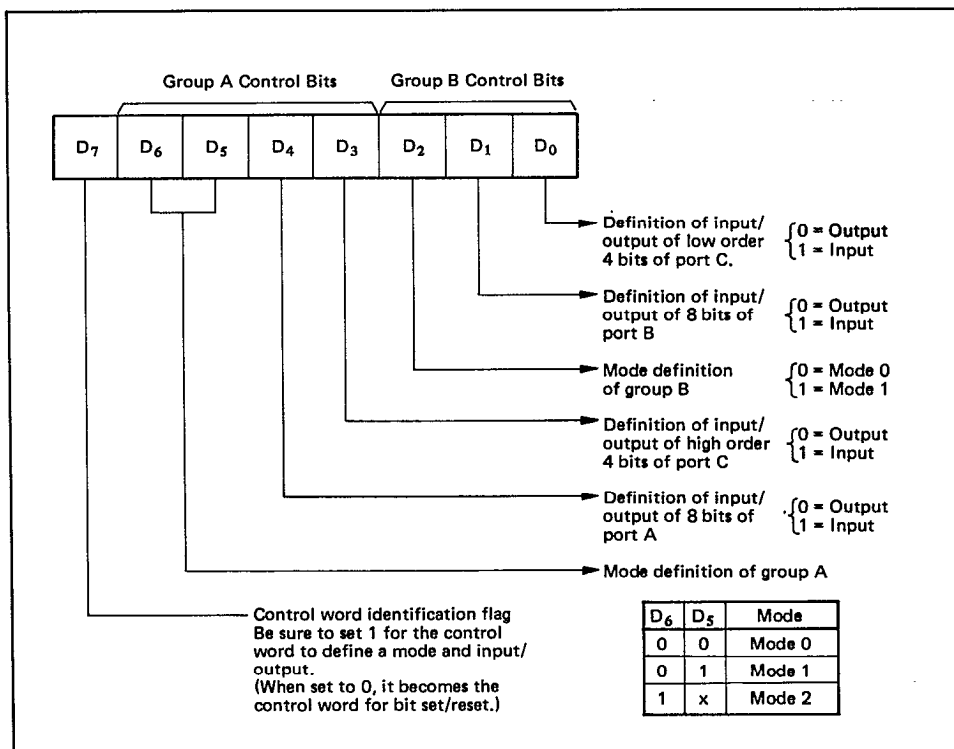 Group A Control Bits Group B Control Bits
D₇ D₆ D₅ D₄ D₃ D₂ D₁ D₀
Definition of input/
output of low order
4 bits of port C.
0 = Output
1 = Input
Definition of input/
output of 8 bits of
port B
0 = Output
1 = Input
Mode definition
of group B
0 = Mode 0
1 = Mode 1
Definition of input/
output of high order
4 bits of port C
0 = Output
1 = Input
Definition of input/
output of 8 bits of
port A
0 = Output
1 = Input
Mode definition of group A
Control word identification flag
Be sure to set 1 for the control
word to define a mode and input/
output.
(When set to 0, it becomes the
control word for bit set/reset.)
D₆ D₅ Mode
0 0 Mode 0
0 1 Mode 1
1 x Mode 2